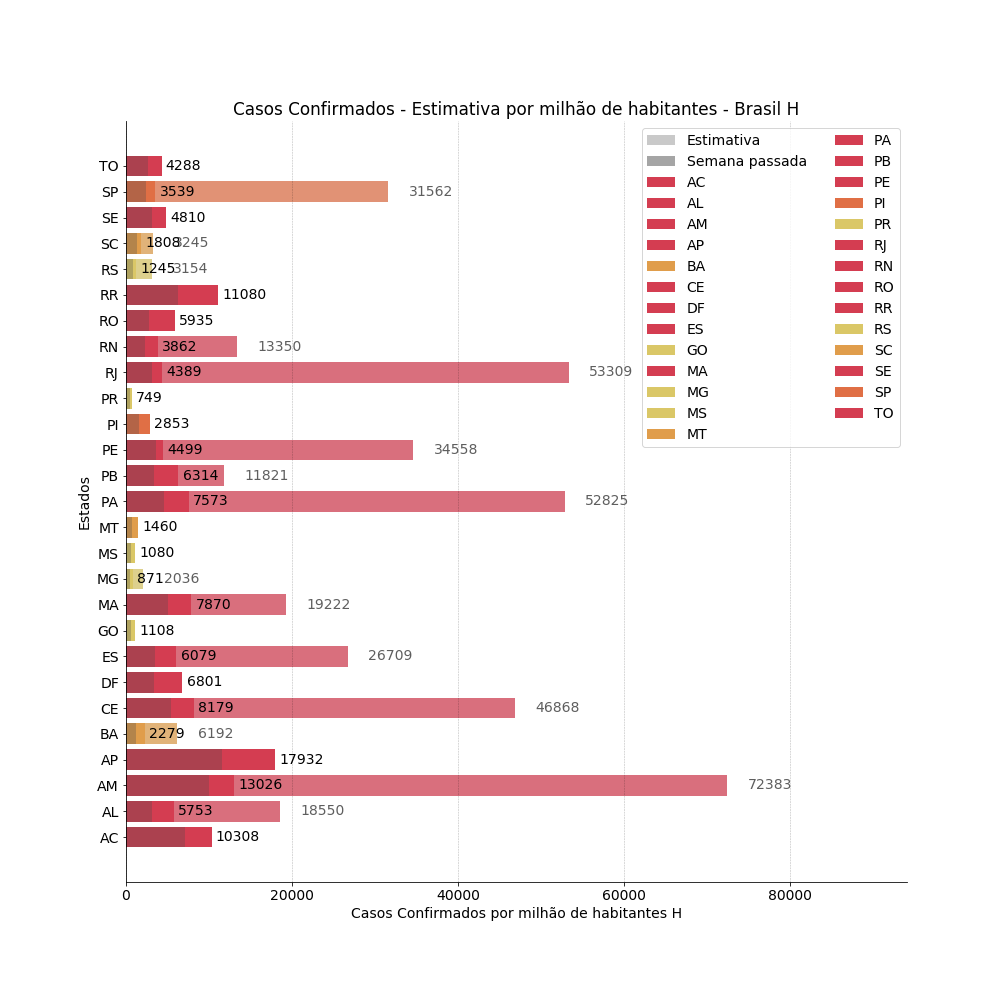 Casos Confirmados - Estimativa por milhão de habitantes - Brasil H
Estimativa
Semana passada
AC
AL
AM
AP
BA
CE
DF
ES
GO
MA
MG
MS
MT
PA
PB
PE
PI
PR
RJ
RN
RO
RR
RS
SC
SE
SP
TO
Estados
TO 4288
SP 3539 31562
SE 4810
SC 1808 3245
RS 1245 3154
RR 11080
RO 5935
RN 3862 13350
RJ 4389 53309
PR 749
PI 2853
PE 4499 34558
PB 6314 11821
PA 7573 52825
MT 1460
MS 1080
MG 871 2036
MA 7870 19222
GO 1108
ES 6079 26709
DF 6801
CE 8179 46868
BA 2279 6192
AP 17932
AM 13026 72383
AL 5753 18550
AC 10308
0 20000 40000 60000 80000
Casos Confirmados por milhão de habitantes H